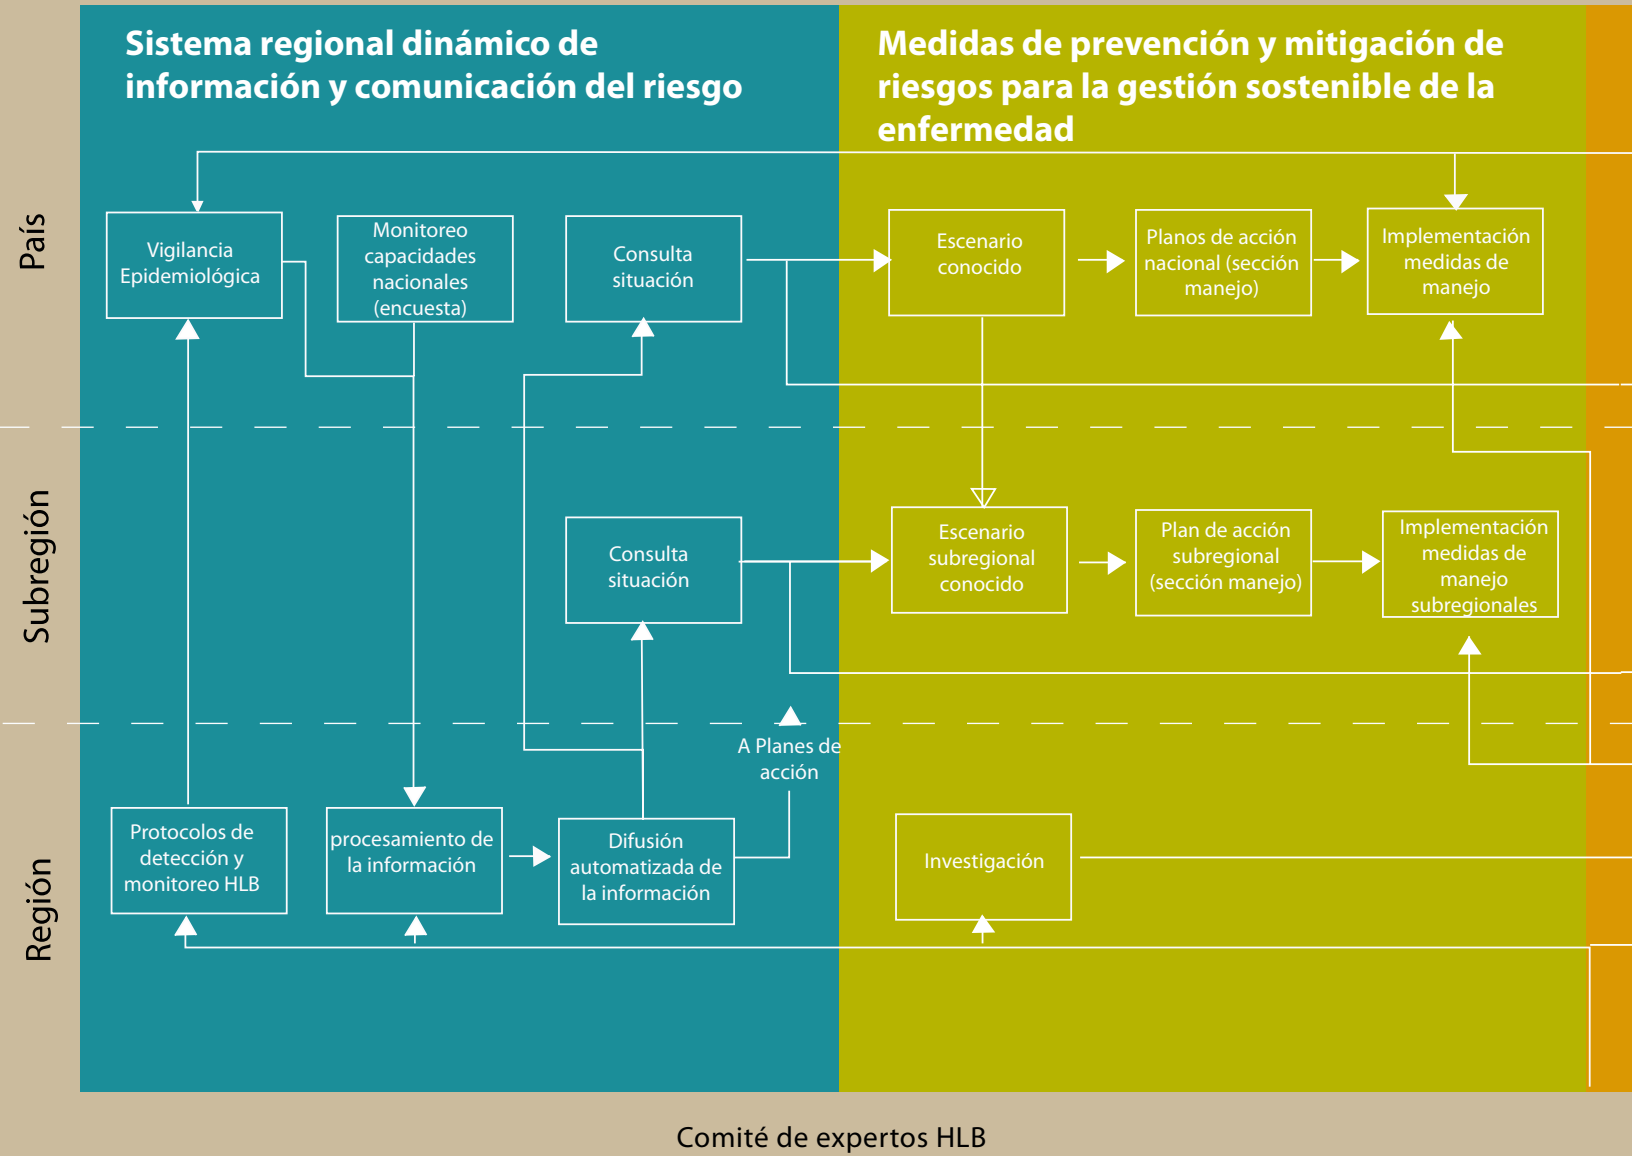 Sistema regional dinámico de
información y comunicación del riesgo
Medidas de prevención y mitigación de
riesgos para la gestión sostenible de la
enfermedad
País
Vigilancia
Epidemiológica
Monitoreo
capacidades
nacionales
(encuesta)
Consulta
situación
Escenario
conocido
Planos de acción
nacional (sección
manejo)
Implementación
medidas de
manejo
Subregión
Consulta
situación
Escenario
subregional
conocido
Plan de acción
subregional
(sección manejo)
Implementación
medidas de
manejo
subregionales
A Planes de
acción
Región
Protocolos de
detección y
monitoreo HLB
procesamiento de
la información
Difusión
automatizada de
la información
Investigación
Comité de expertos HLB